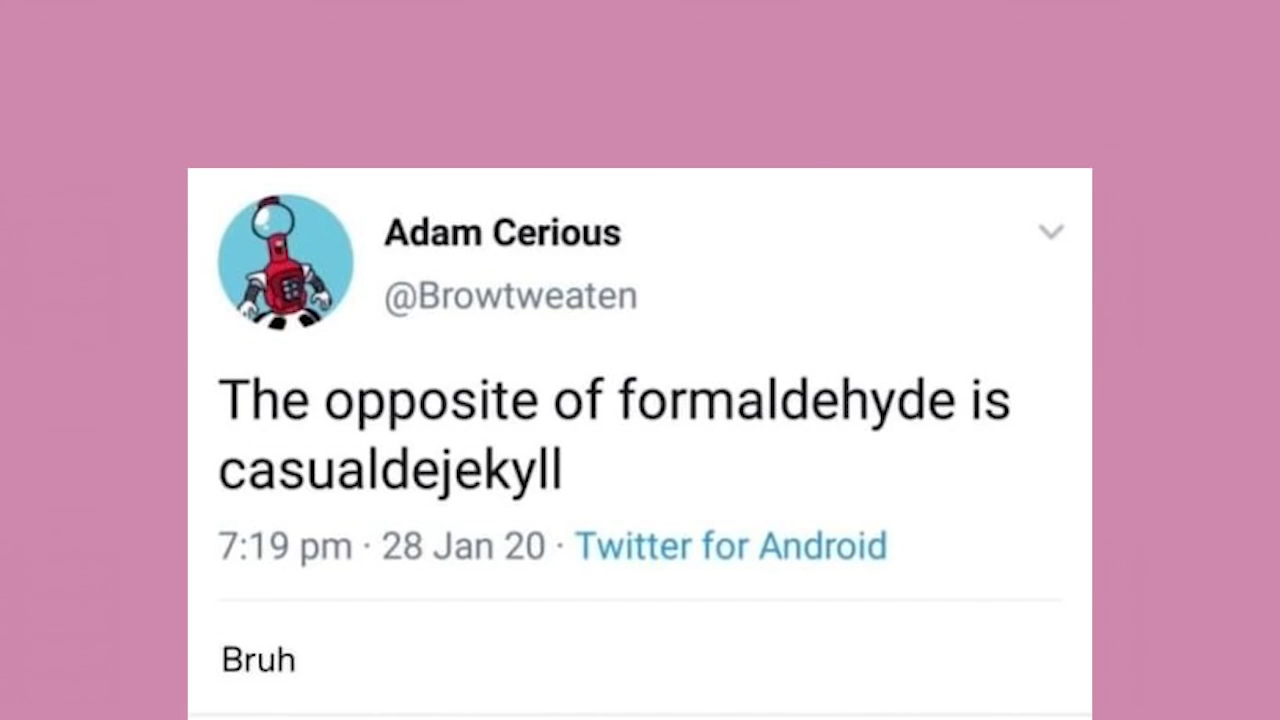 Adam Cerious
@Browtweaten
The opposite of formaldehyde is
casualdejekyll
7:19 pm · 28 Jan 20 · Twitter for Android
Bruh